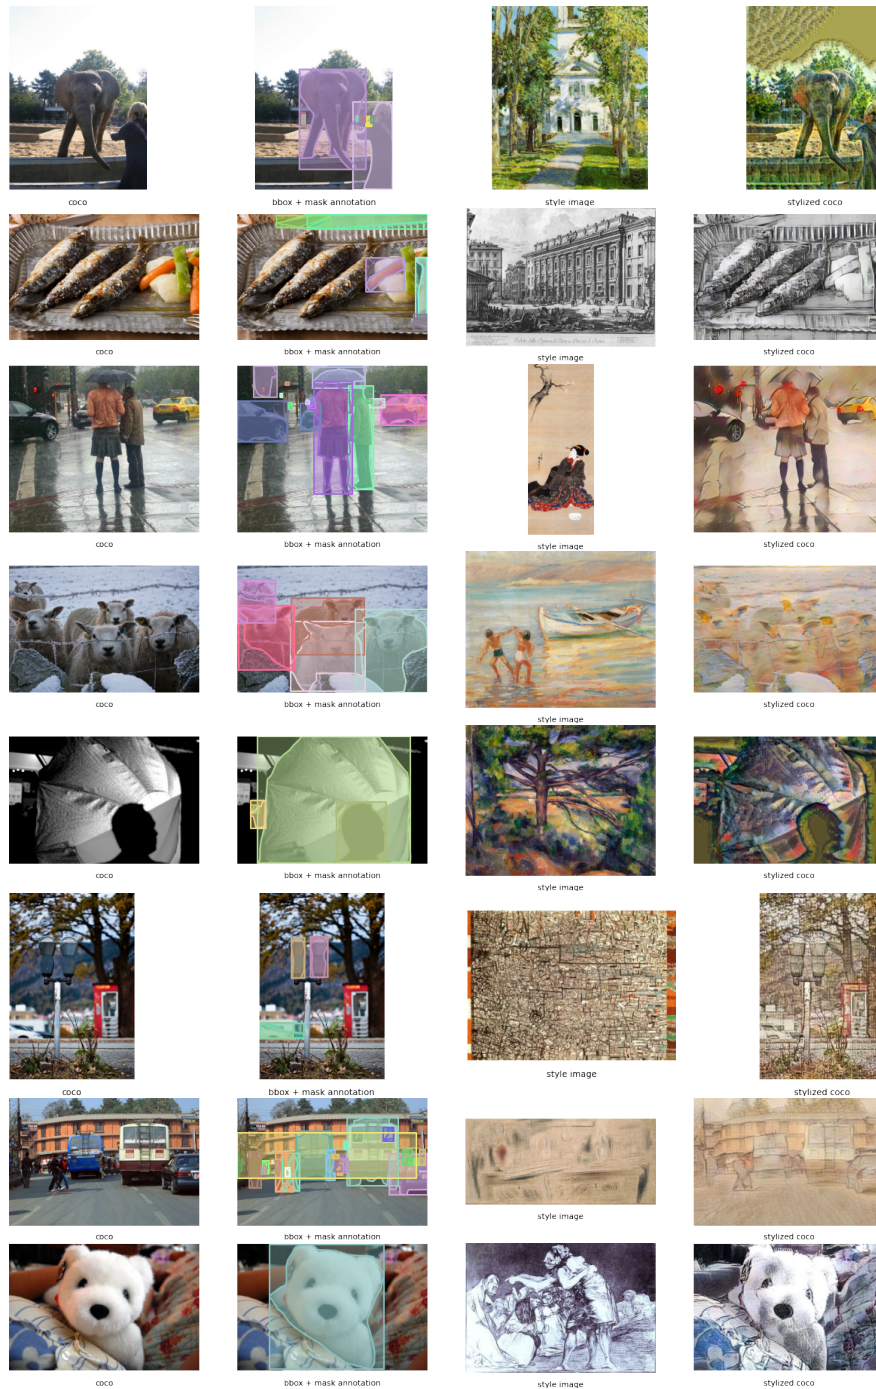 coco
bbox + mask annotation
style image
stylized coco
coco
bbox + mask annotation
style image
stylized coco
coco
bbox + mask annotation
style image
stylized coco
coco
bbox + mask annotation
style image
stylized coco
coco
bbox + mask annotation
style image
stylized coco
coco
bbox + mask annotation
style image
stylized coco
coco
bbox + mask annotation
style image
stylized coco
coco
bbox + mask annotation
style image
stylized coco